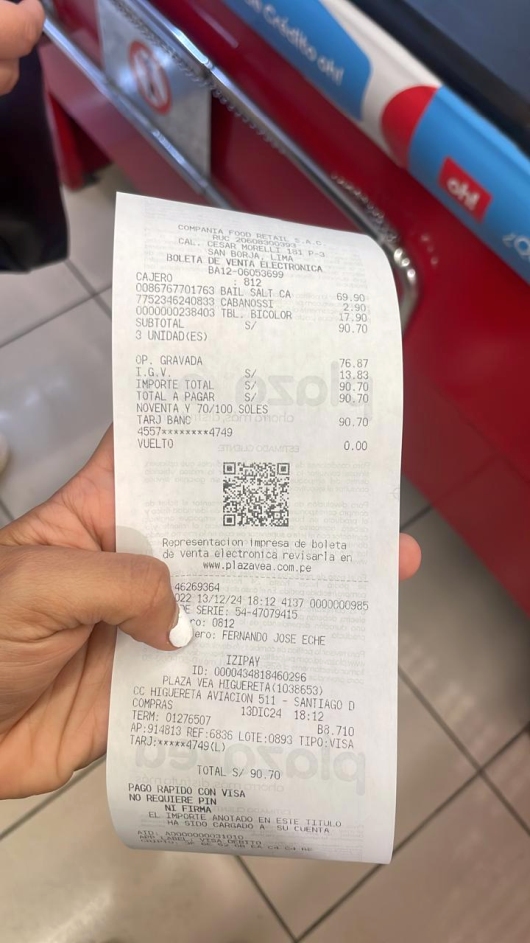 Crédito oh!
oh!
COMPANIA FOOD RETAIL S.A.C.
RUC 20608300393
CAL. CESAR MORELLI 181 P-3
SAN BORJA, LIMA
BOLETA DE VENTA ELECTRONICA
BA12-06053699
CAJERO : 812
0086767701763 BAIL SALT CA 69.90
7752346240833 CABANOSSI 2.90
0000000238403 TBL. BICOLOR 17.90
SUBTOTAL S/ 90.70
3 UNIDAD(ES)
OP. GRAVADA 76.87
I.G.V. S/ 13.83
IMPORTE TOTAL S/ 90.70
TOTAL A PAGAR S/ 90.70
NOVENTA Y 70/100 SOLES
TARJ BANC 90.70
4557********4749
VUELTO 0.00
Representacion impresa de boleta
de venta electronica revisarla en
www.plazavea.com.pe
46269364
022 13/12/24 18:12 4137 0000000985
DE SERIE: 54-47079415
ro: 0812
ero: FERNANDO JOSE ECHE
IZIPAY
ID: 0000434818460296
PLAZA VEA HIGUERETA(1038653)
CC HIGUERETA AVIACION 511 - SANTIAGO D
COMPRAS 13DIC24 18:12
TERM: 01276507 B8.710
AP:914813 REF:6836 LOTE:0893 TIPO:VISA
TARJ:*****4749(L)
TOTAL S/ 90.70
PAGO RAPIDO CON VISA
NO REQUIERE PIN
NI FIRMA
EL IMPORTE ANOTADO EN ESTE TITULO
HA SIDO CARGADO A SU CUENTA
AID: A0000000031010
APP LABEL: VISA DEBITO